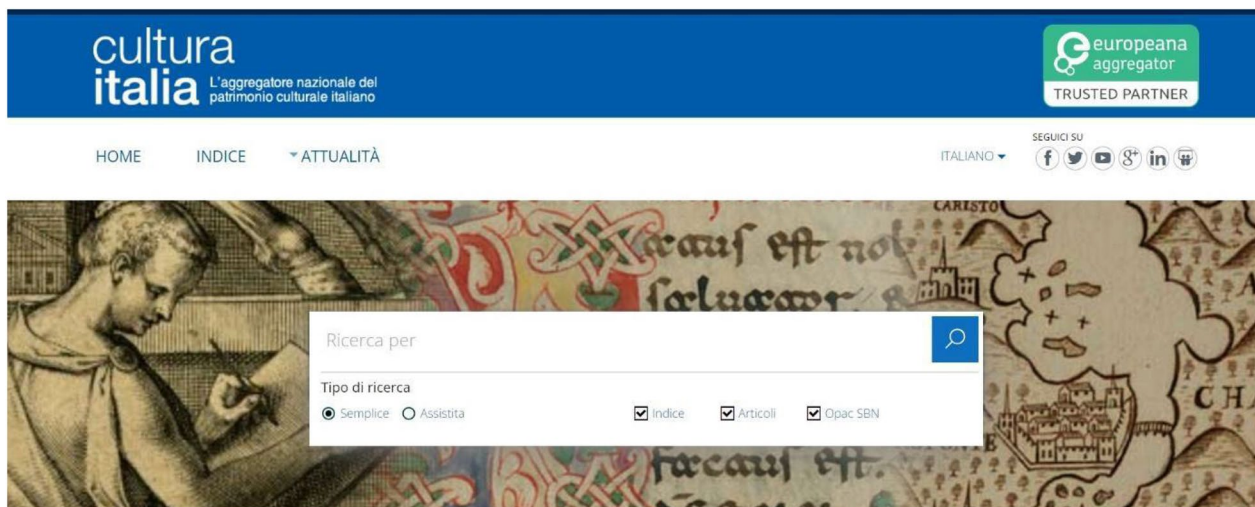 cultura
italia L'aggregatore nazionale del
patrimonio culturale italiano
europeana
aggregator
TRUSTED PARTNER
HOME INDICE ATTUALITÀ
ITALIANO
SEGUICI SU
CARISTO
Ricerca per
Tipo di ricerca
Semplice Assistita Indice Articoli Opac SBN